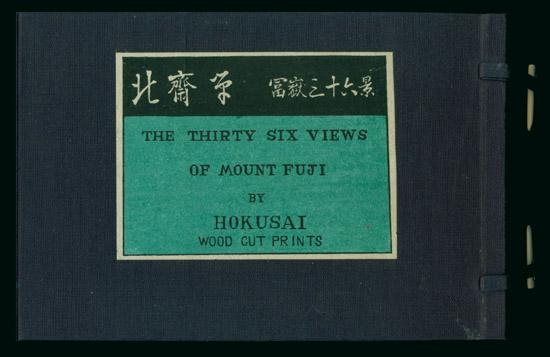 北齋筆 冨嶽三十六景
THE THIRTY SIX VIEWS
OF MOUNT FUJI
BY
HOKUSAI
WOOD CUT PRINTS